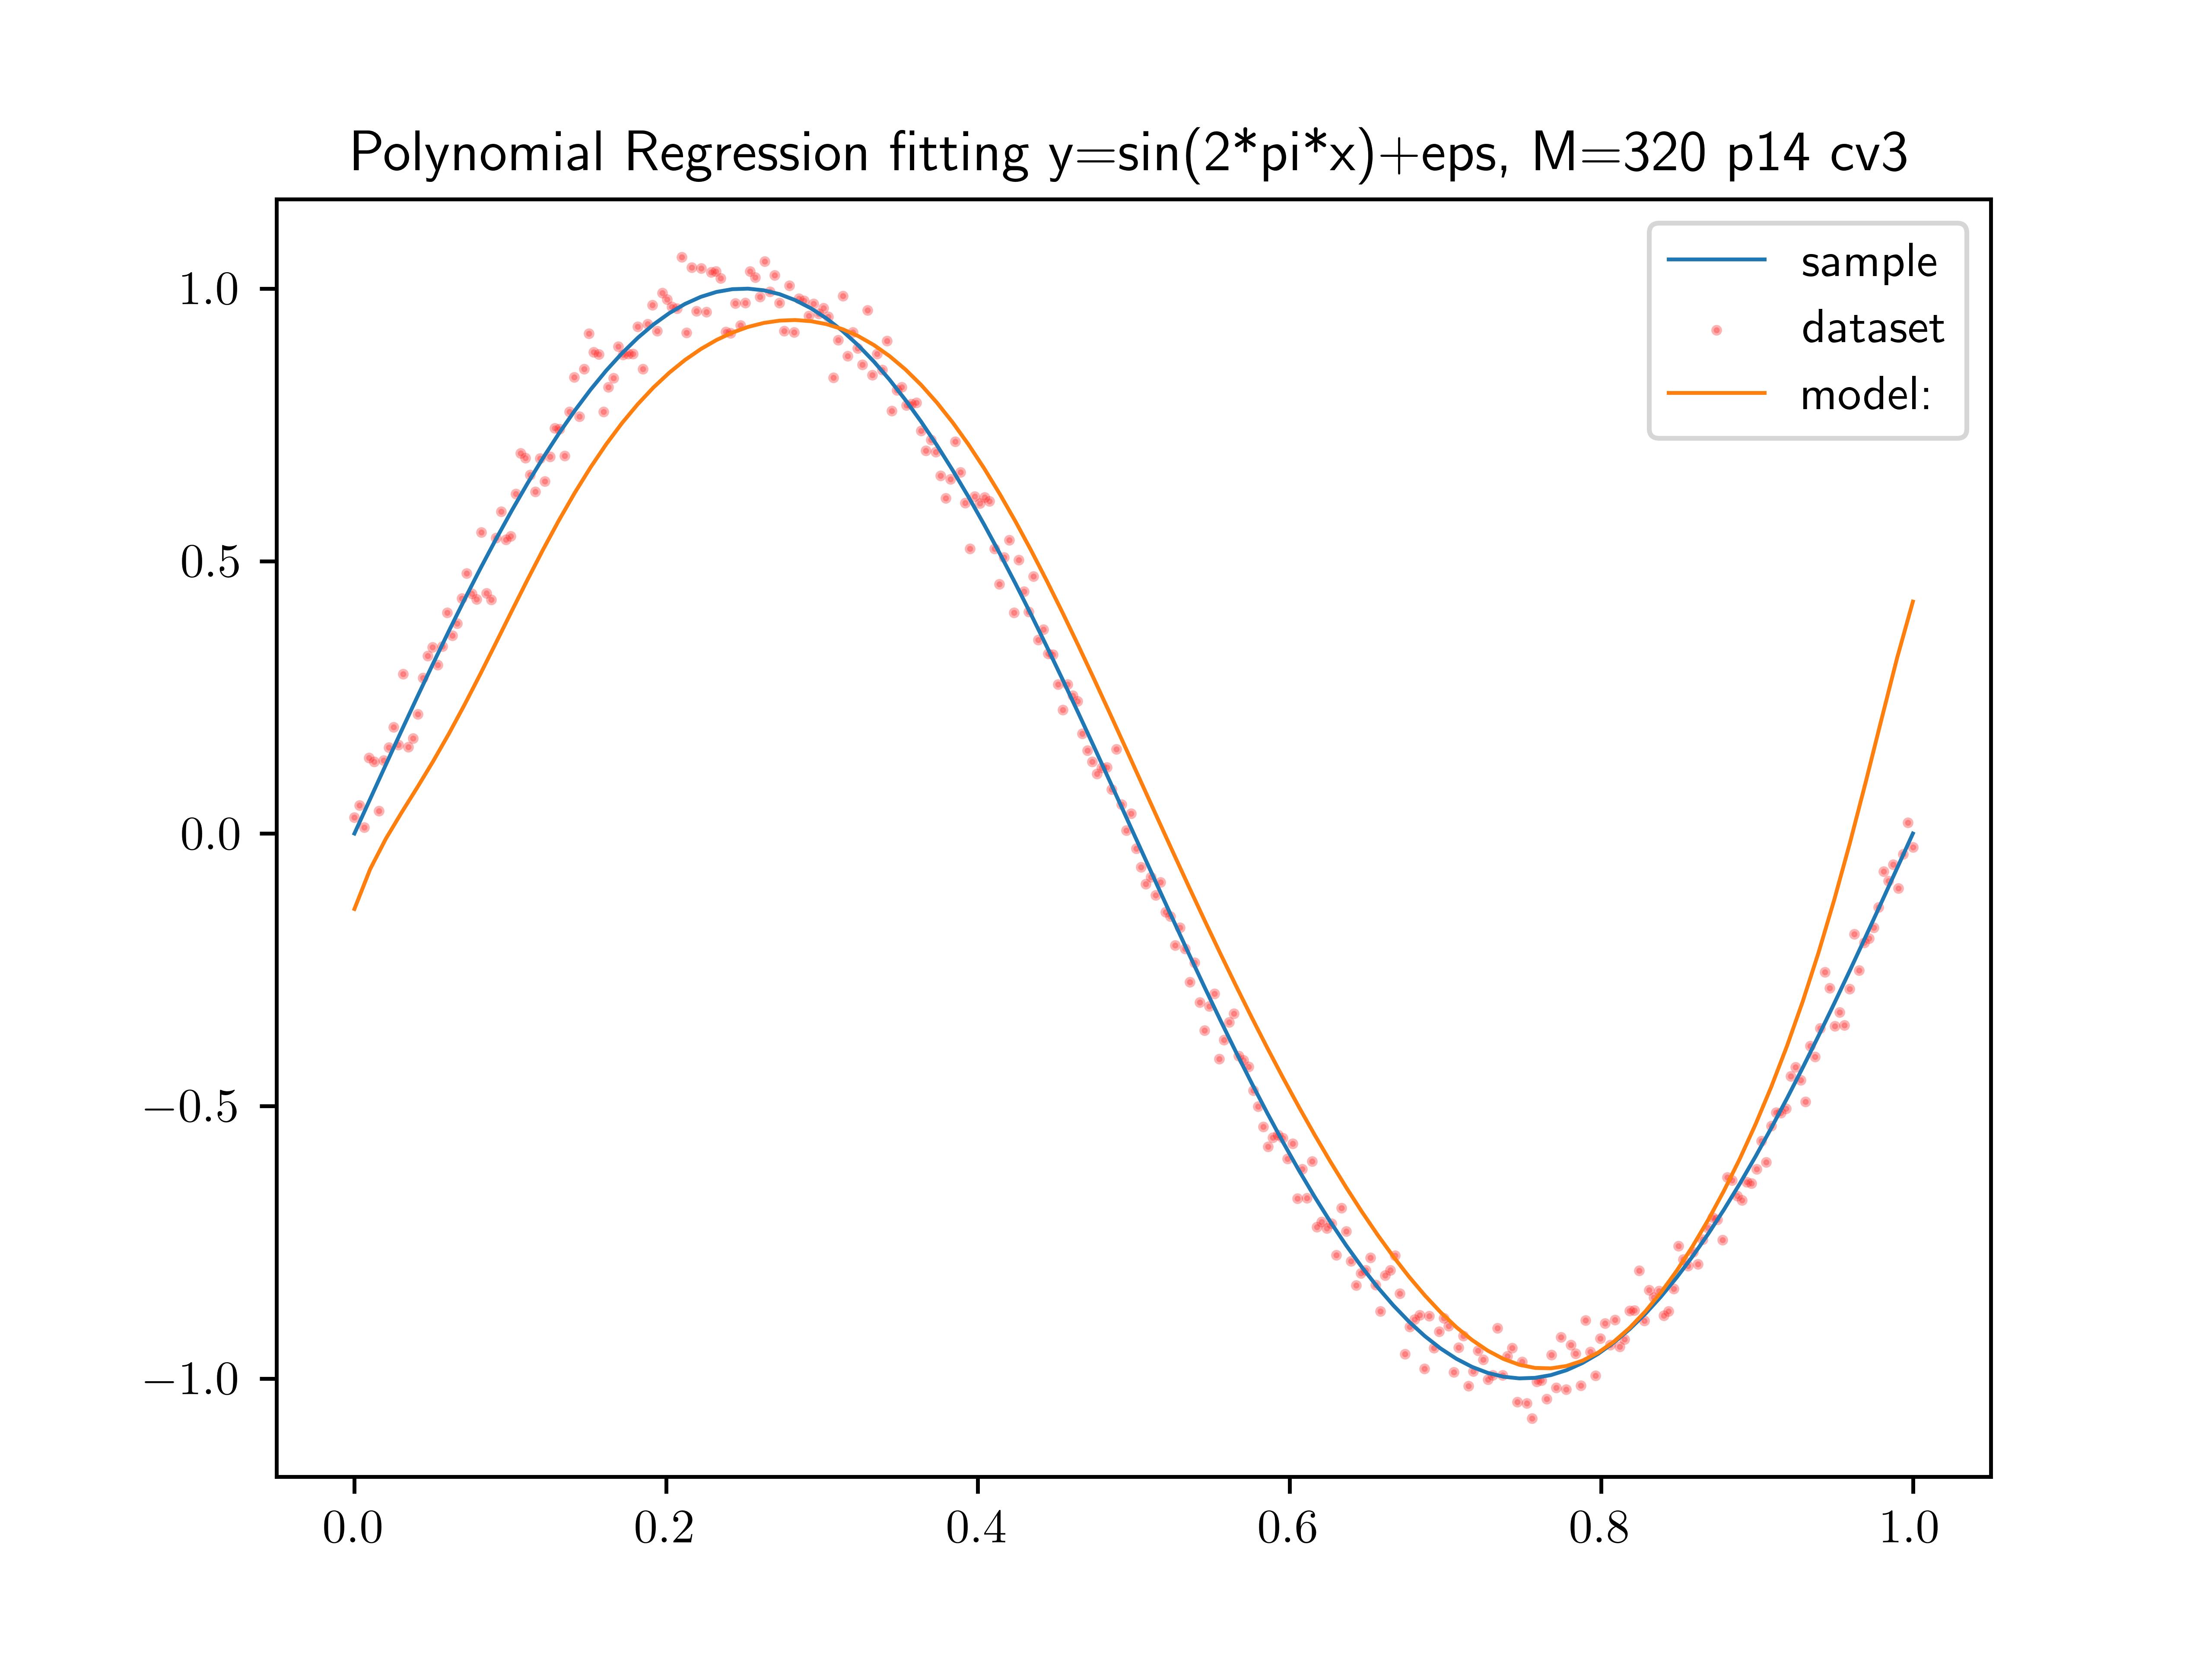 Polynomial Regression fitting y=sin(2*pi*x)+eps, M=320 p14 cv3
sample
dataset
model:
1.0
0.5
0.0
−0.5
−1.0
0.0 0.2 0.4 0.6 0.8 1.0